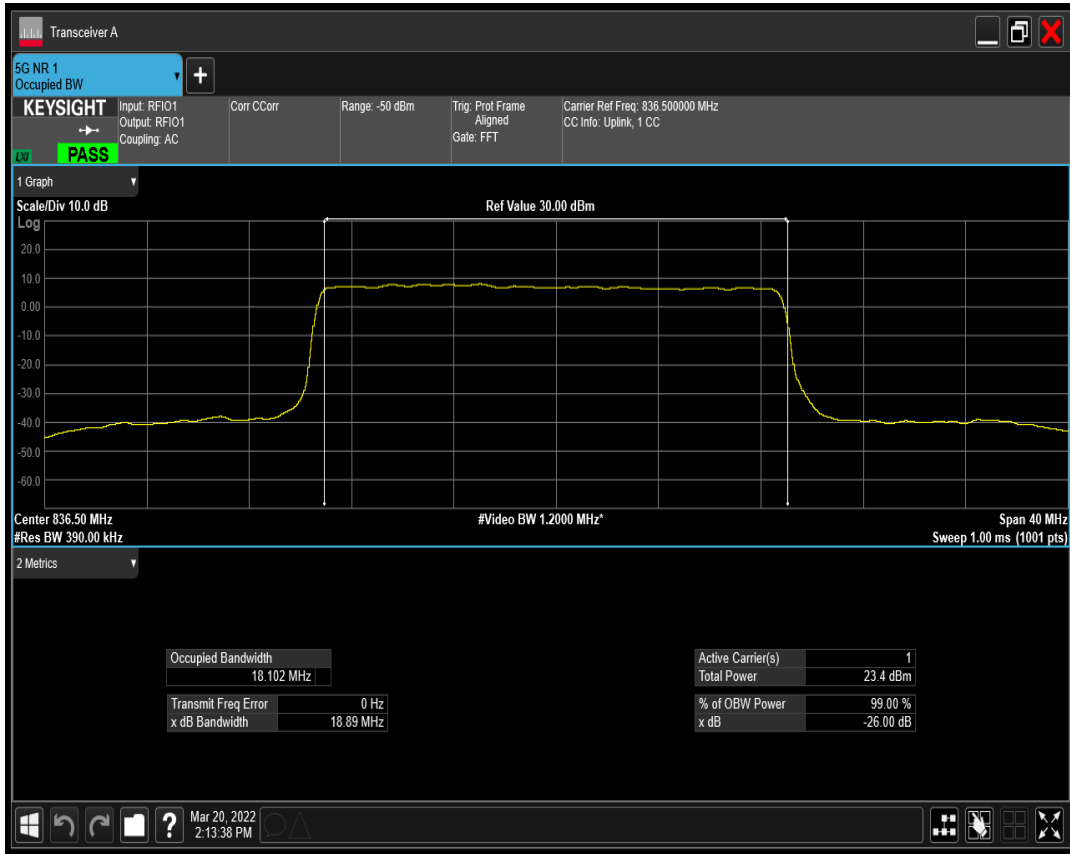 Transceiver A
5G NR 1
Occupied BW
KEYSIGHT
LXI
PASS
Input: RFIO1
Output: RFIO1
Coupling: AC
Corr CCorr
Range: -50 dBm
Trig: Prot Frame
Aligned
Gate: FFT
Carrier Ref Freq: 836.500000 MHz
CC Info: Uplink, 1 CC
1 Graph
Scale/Div 10.0 dB
Ref Value 30.00 dBm
Log
20.0
10.0
0.00
-10.0
-20.0
-30.0
-40.0
-50.0
-60.0
Center 836.50 MHz
#Video BW 1.2000 MHz*
Span 40 MHz
#Res BW 390.00 kHz
Sweep 1.00 ms (1001 pts)
2 Metrics
Occupied Bandwidth
18.102 MHz
Transmit Freq Error 0 Hz
x dB Bandwidth 18.89 MHz
Active Carrier(s) 1
Total Power 23.4 dBm
% of OBW Power 99.00 %
x dB -26.00 dB
?
Mar 20, 2022
2:13:38 PM